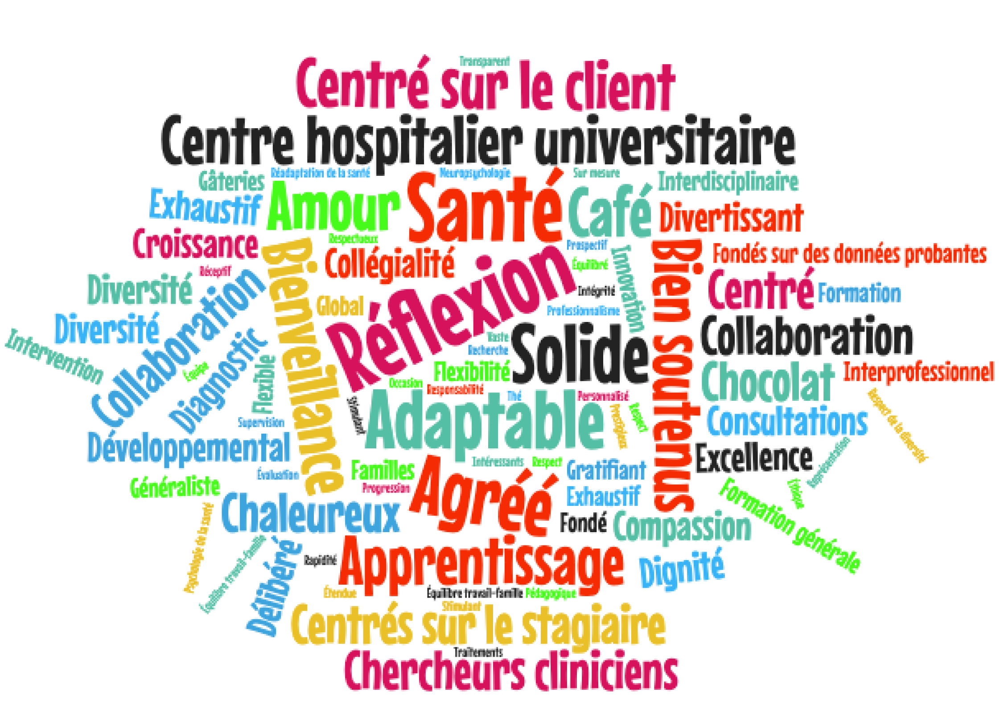 Transparent
Centré sur le client
Centre hospitalier universitaire
Gâteries
Réadaptation de la santé
Neuropsychologie
Sur mesure
Interdisciplinaire
Exhaustif
Amour
Santé
Café
Divertissant
Croissance
Respectueux
Bienveillance
Collégialité
Réflexion
Prospectif
Équilibré
Innovation
Bien soutenus
Fondés sur des données probantes
Réceptif
Diversité
Collaboration
Global
Intégrité
Professionnalisme
Centré
Formation
Diversité
Intervention
Équipe
Diagnostic
Flexible
Vaste
Recherche
Solide
Collaboration
Flexibilité
Occasion
Responsabilité
Thé
Personnalisé
Chocolat
Interprofessionnel
Stimulant
Adaptable
Prestigieux
Respect
Consultations
Respect de la diversité
Supervision
Développemental
Excellence
Évaluation
Familles
Intéressants
Respect
Gratifiant
Généraliste
Progression
Agréé
Exhaustif
Éthique
Formation générale
Psychologie de la santé
Chaleureux
Fondé
Compassion
Équilibre travail-famille
Délibéré
Rapidité
Apprentissage
Dignité
Étendue
Équilibre travail-famille
Pédagogique
Stimulant
Centrés sur le stagiaire
Traitements
Chercheurs cliniciens